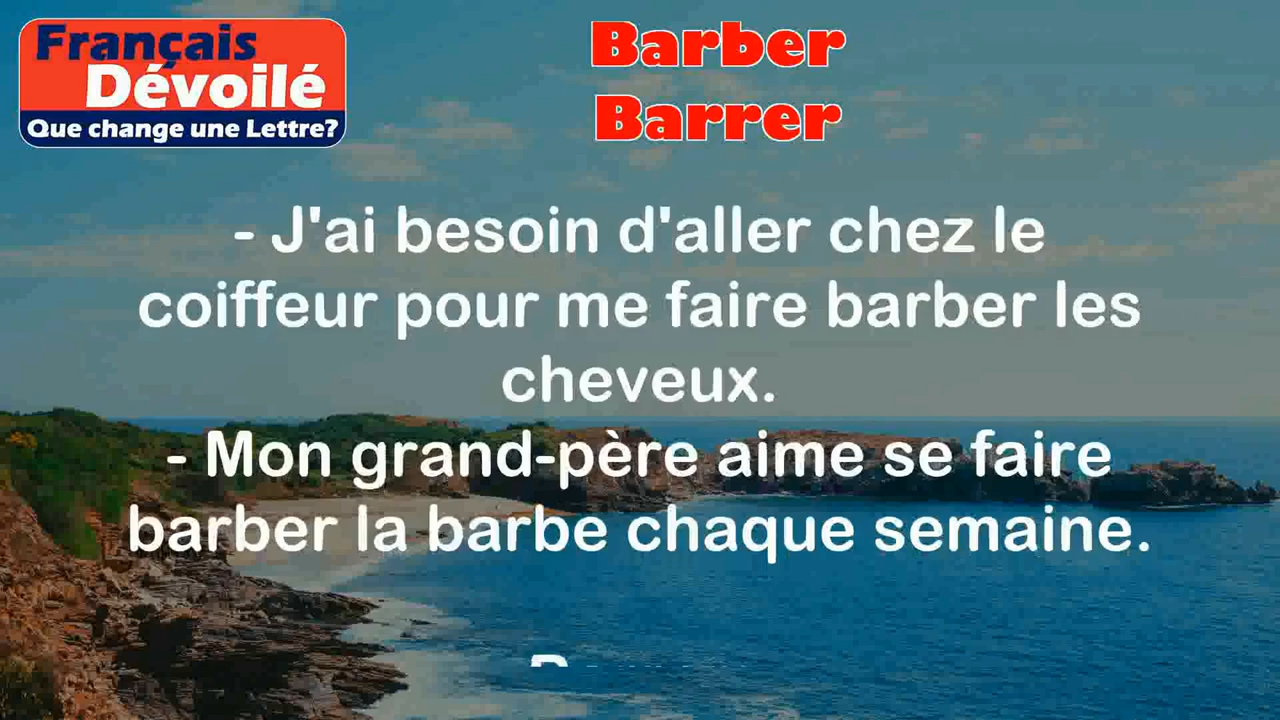 Français
Dévoilé
Que change une Lettre?
Barber
Barrer
- J'ai besoin d'aller chez le
coiffeur pour me faire barber les
cheveux.
- Mon grand-père aime se faire
barber la barbe chaque semaine.